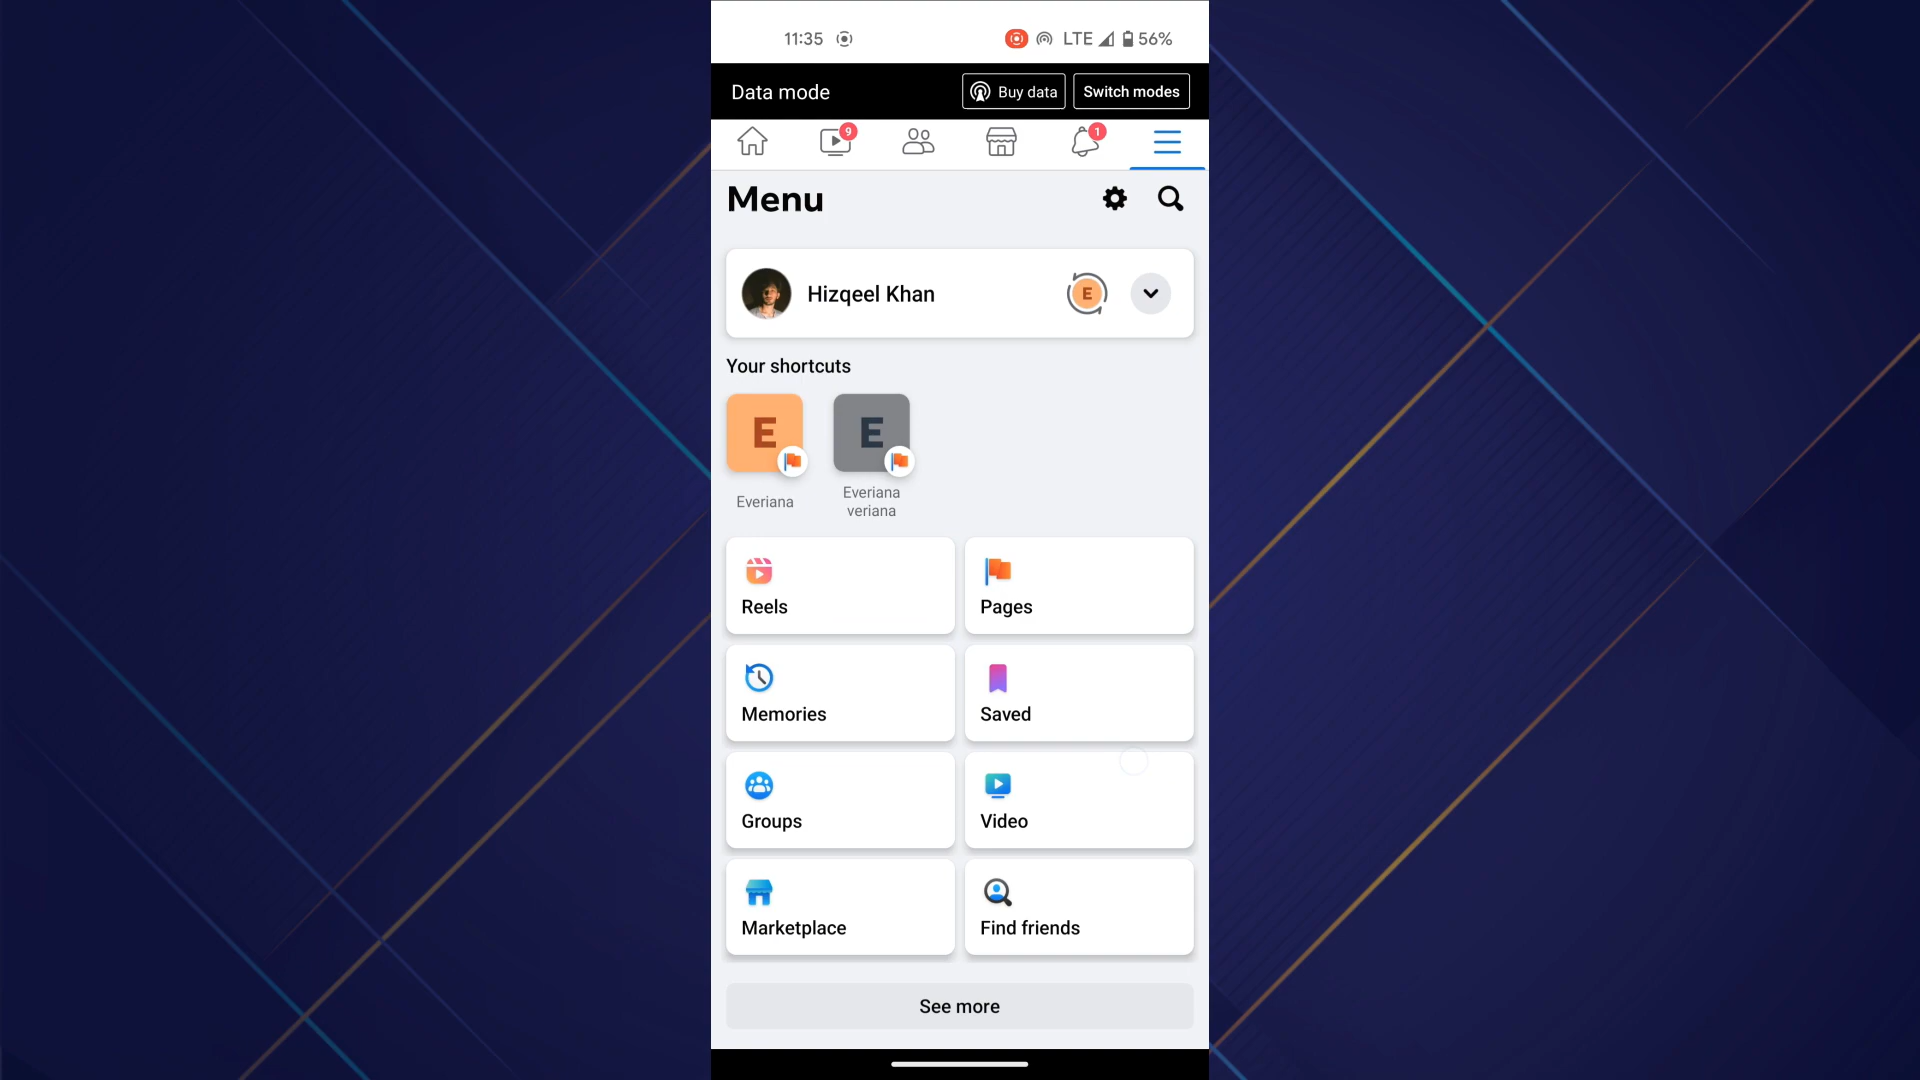 11:35 LTE 56%
Data mode Buy data Switch modes
9 1
Menu
Hizqeel Khan E
Your shortcuts
E E
Everiana Everiana
veriana
Reels Pages
Memories Saved
Groups Video
Marketplace Find friends
See more